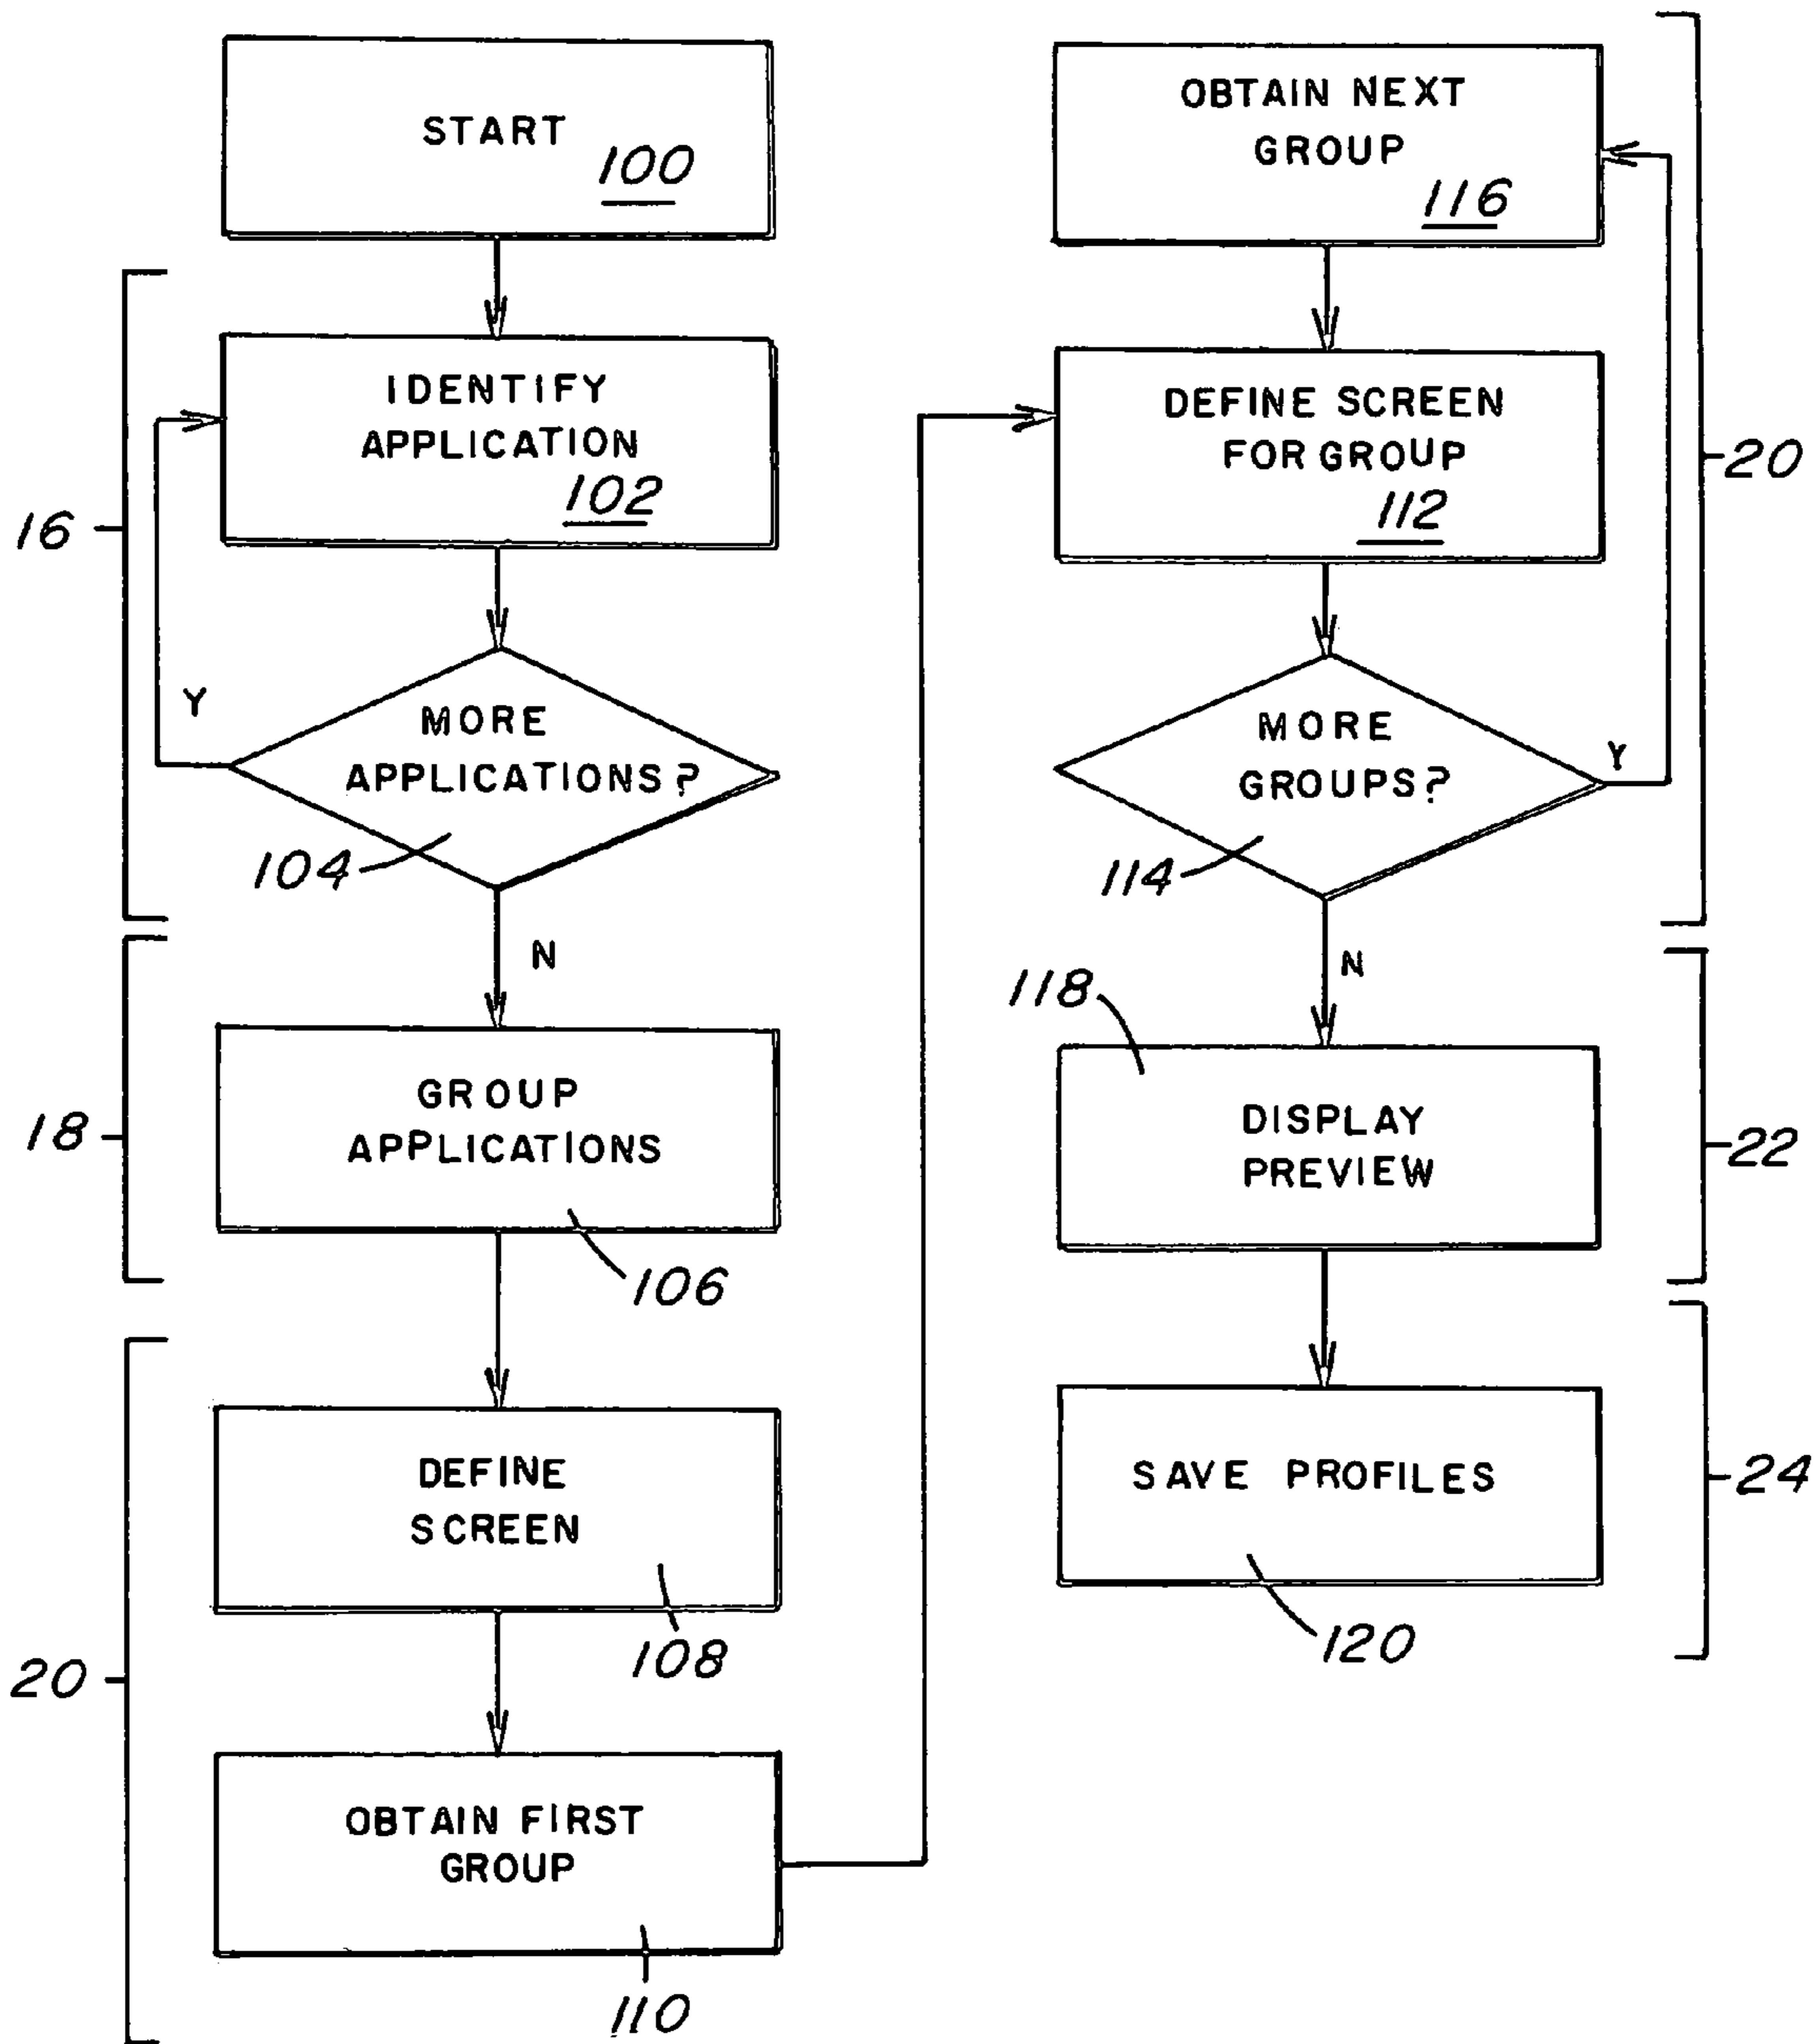 START
100
IDENTIFY
APPLICATION
102
16
Y
MORE
APPLICATIONS?
104
N
GROUP
APPLICATIONS
18
106
DEFINE
SCREEN
108
20
OBTAIN FIRST
GROUP
110
OBTAIN NEXT
GROUP
116
DEFINE SCREEN
FOR GROUP
112
20
MORE
GROUPS?
Y
114
N
118
DISPLAY
PREVIEW
22
SAVE PROFILES
24
120